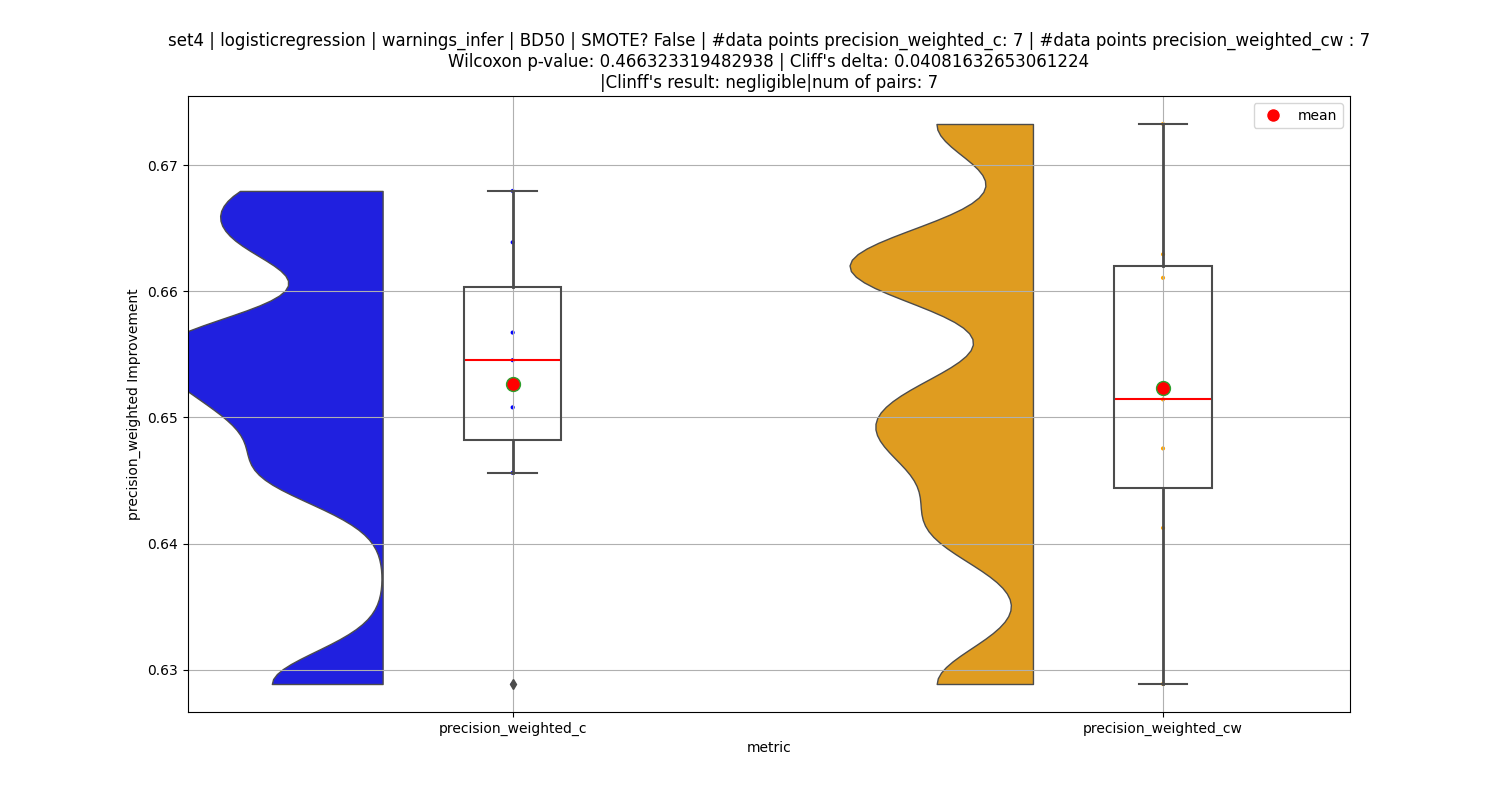 set4 | logisticregression | warnings_infer | BD50 | SMOTE? False | #data points precision_weighted_c: 7 | #data points precision_weighted_cw : 7
Wilcoxon p-value: 0.466323319482938 | Cliff's delta: 0.04081632653061224
|Clinff's result: negligible|num of pairs: 7
mean
0.67
0.66
0.65
0.64
0.63
precision_weighted Improvement
precision_weighted_c
precision_weighted_cw
metric